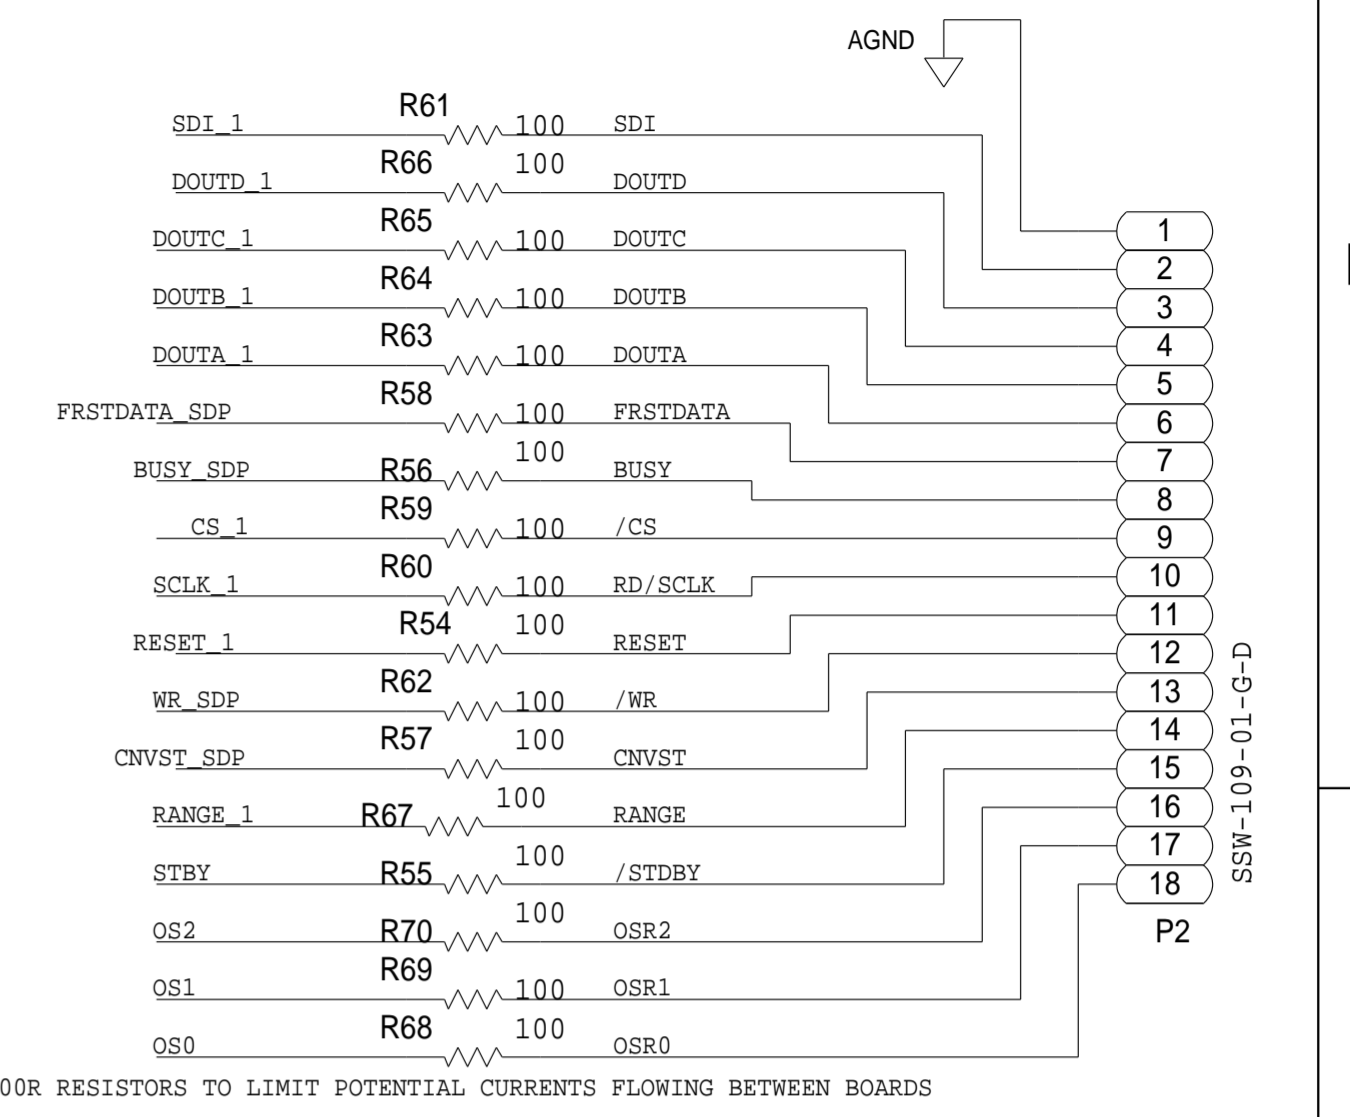 AGND
R61
SDI_1 100 SDI
R66 100
DOUTD_1 DOUTD
R65
DOUTC_1 100 DOUTC
R64
DOUTB_1 100 DOUTB
R63
DOUTA_1 100 DOUTA
R58
FRSTDATA_SDP 100 FRSTDATA
100
BUSY_SDP R56 BUSY
R59
CS_1 100 /CS
R60
SCLK_1 100 RD/SCLK
R54 100
RESET_1 RESET
R62
WR_SDP 100 /WR
R57 100
CNVST_SDP CNVST
100
RANGE_1 R67 RANGE
100
STBY R55 /STDBY
100
OS2 R70 OSR2
R69
OS1 100 OSR1
R68 100
OS0 OSR0
1
2
3
4
5
6
7
8
9
10
11
12
13
14
15
16
17
18
SSW-109-01-G-D
P2
00R RESISTORS TO LIMIT POTENTIAL CURRENTS FLOWING BETWEEN BOARDS